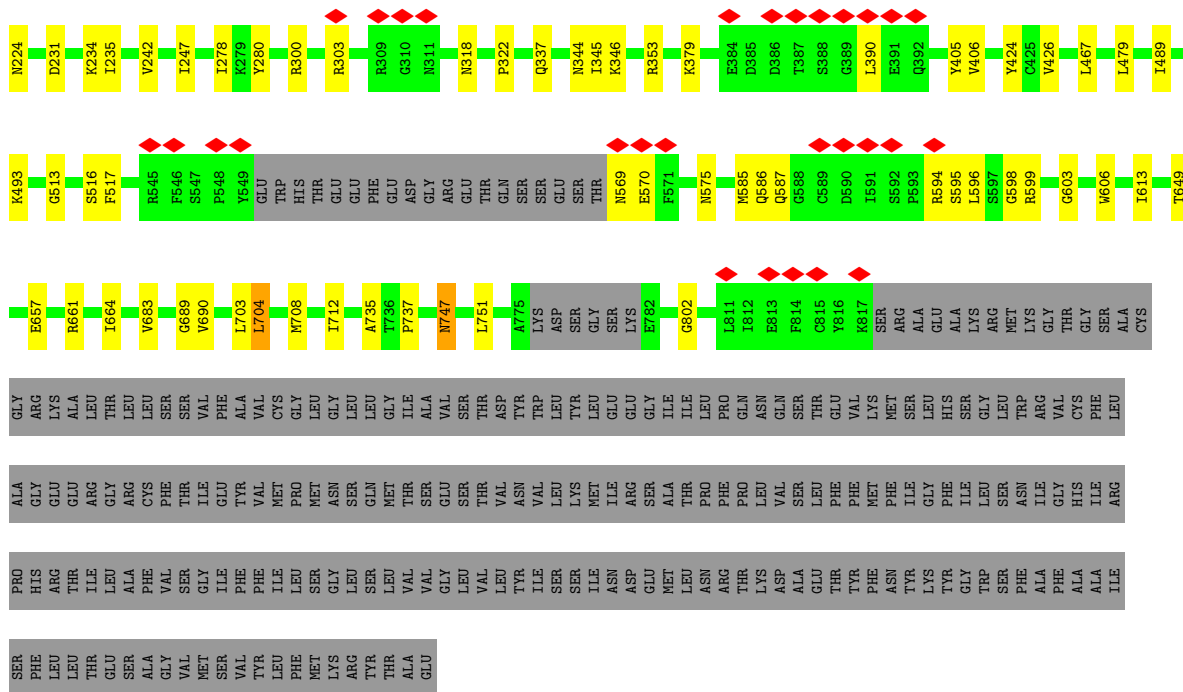 N224 D231 K234 I235 V242 I247 I278 K279 Y280 R300 R303 R309 G310 N311 N318 P322 Q337 N344 I345 K346 R353 K379 E384 D385 D386 T387 S388 G389 L390 E391 Q392 Y405 V406 Y424 C425 V426 L467 L479 I489
K493 G513 S516 F517 R545 F546 S547 P548 Y549 GLU TRP HIS THR GLU GLU PHE GLU ASP GLY ARG GLU THR GLN SER SER GLU SER THR N569 E570 F571 N575 M585 Q586 Q587 G588 C589 D590 I591 S592 P593 R594 S595 L596 S597 G598 R599 G603 W606 I613 T649
E657 R661 I664 V683 G689 V690 L703 L704 M708 I712 A735 T736 P737 N747 L751 A775 LYS ASP SER GLY SER LYS E782 G802 L811 I812 E813 F814 C815 Y816 K817 SER ARG ALA GLU ALA LYS ARG MET LYS GLY THR GLY SER ALA CYS
GLY ARG LYS ALA LEU THR LEU LEU SER SER VAL PHE ALA VAL CYS GLY LEU GLY LEU LEU GLY ILE ALA VAL SER THR ASP TYR TRP LEU TYR LEU GLU GLU GLY ILE ILE LEU PRO GLN ASN GLN SER THR GLU VAL LYS MET SER LEU HIS SER GLY LEU TRP ARG VAL CYS PHE LEU
ALA GLY GLU GLU ARG GLY ARG CYS PHE THR ILE GLU TYR VAL MET PRO MET ASN SER GLN MET THR SER GLU SER THR VAL ASN VAL LEU LYS MET ILE ARG SER ALA THR PRO PHE PRO LEU VAL SER LEU PHE PHE MET PHE ILE GLY PHE ILE LEU SER ASN ILE GLY HIS ILE ARG
PRO HIS ARG THR ILE LEU ALA PHE VAL SER GLY ILE PHE PHE ILE LEU SER GLY LEU SER LEU VAL VAL GLY LEU VAL LEU TYR ILE SER SER ILE ASN ASP GLU MET LEU ASN ARG THR LYS ASP ALA GLU THR TYR PHE ASN TYR LYS TYR GLY TRP SER PHE ALA PHE ALA ALA ILE
SER PHE LEU LEU THR GLU SER ALA GLY VAL MET SER VAL TYR LEU PHE MET LYS ARG TYR THR ALA GLU